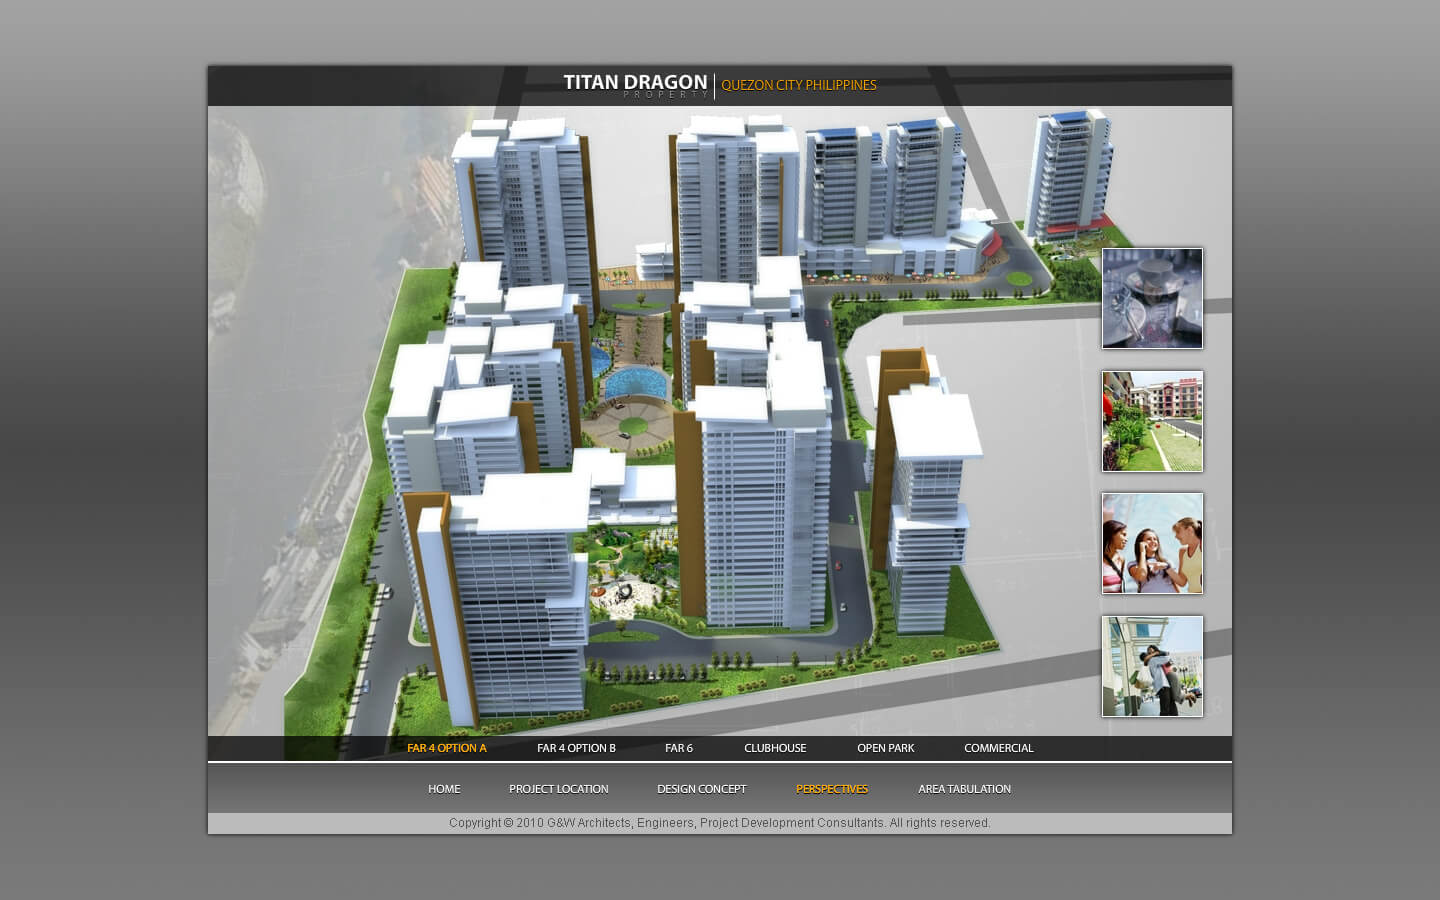 TITAN DRAGON
PROPERTY
QUEZON CITY PHILIPPINES
FAR 4 OPTION A
FAR 4 OPTION B
FAR 6
CLUBHOUSE
OPEN PARK
COMMERCIAL
HOME
PROJECT LOCATION
DESIGN CONCEPT
PERSPECTIVES
AREA TABULATION
Copyright © 2010 G&W Architects, Engineers, Project Development Consultants. All rights reserved.